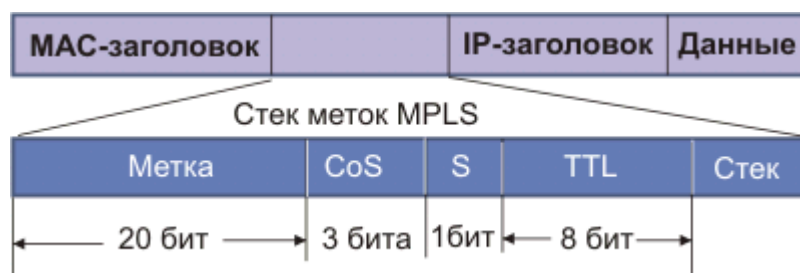 MAC-заголовок IP-заголовок Данные
Стек меток MPLS
Метка CoS S TTL Стек
20 бит 3 бита 1бит 8 бит